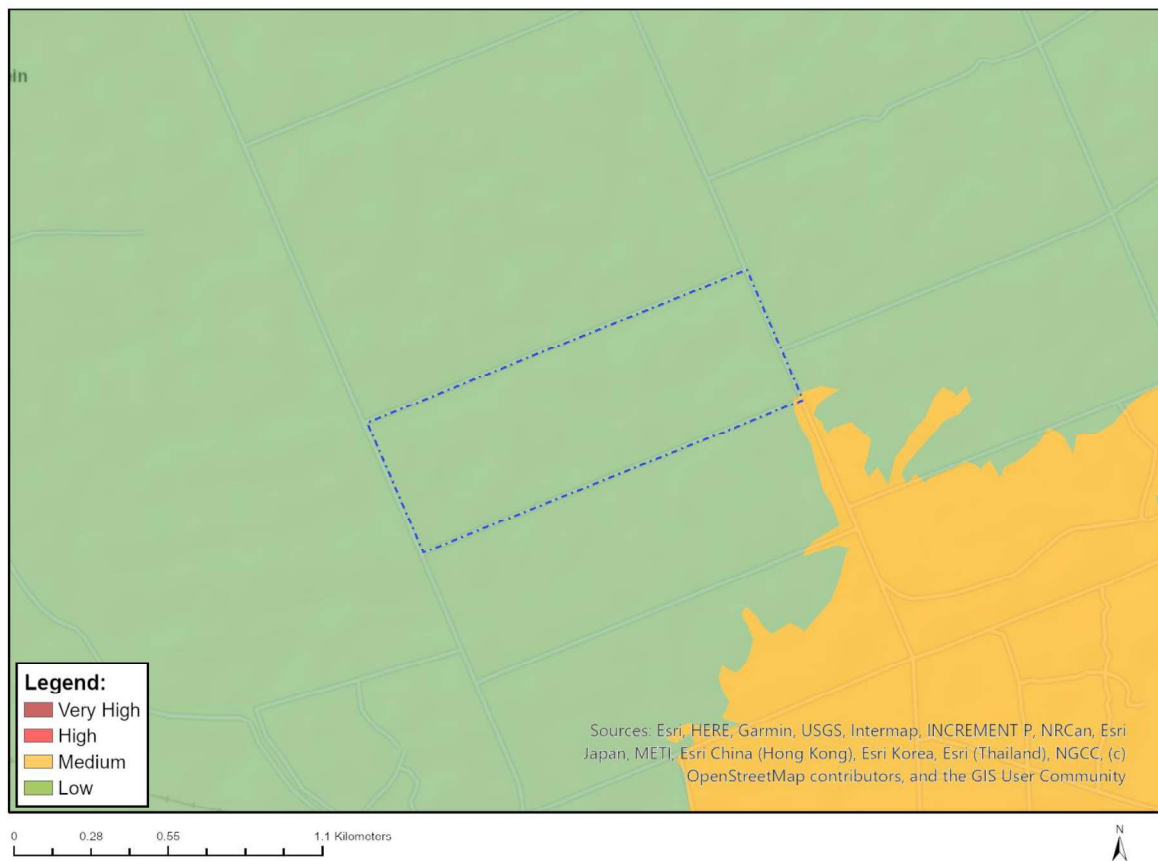 in
Legend:
Very High
High
Medium
Low
Sources: Esri, HERE, Garmin, USGS, Intermap, INCREMENT P, NRCan, Esri
Japan, METI, Esri China (Hong Kong), Esri Korea, Esri (Thailand), NGCC, (c)
OpenStreetMap contributors, and the GIS User Community
0 0.28 0.55 1.1 Kilometers
N